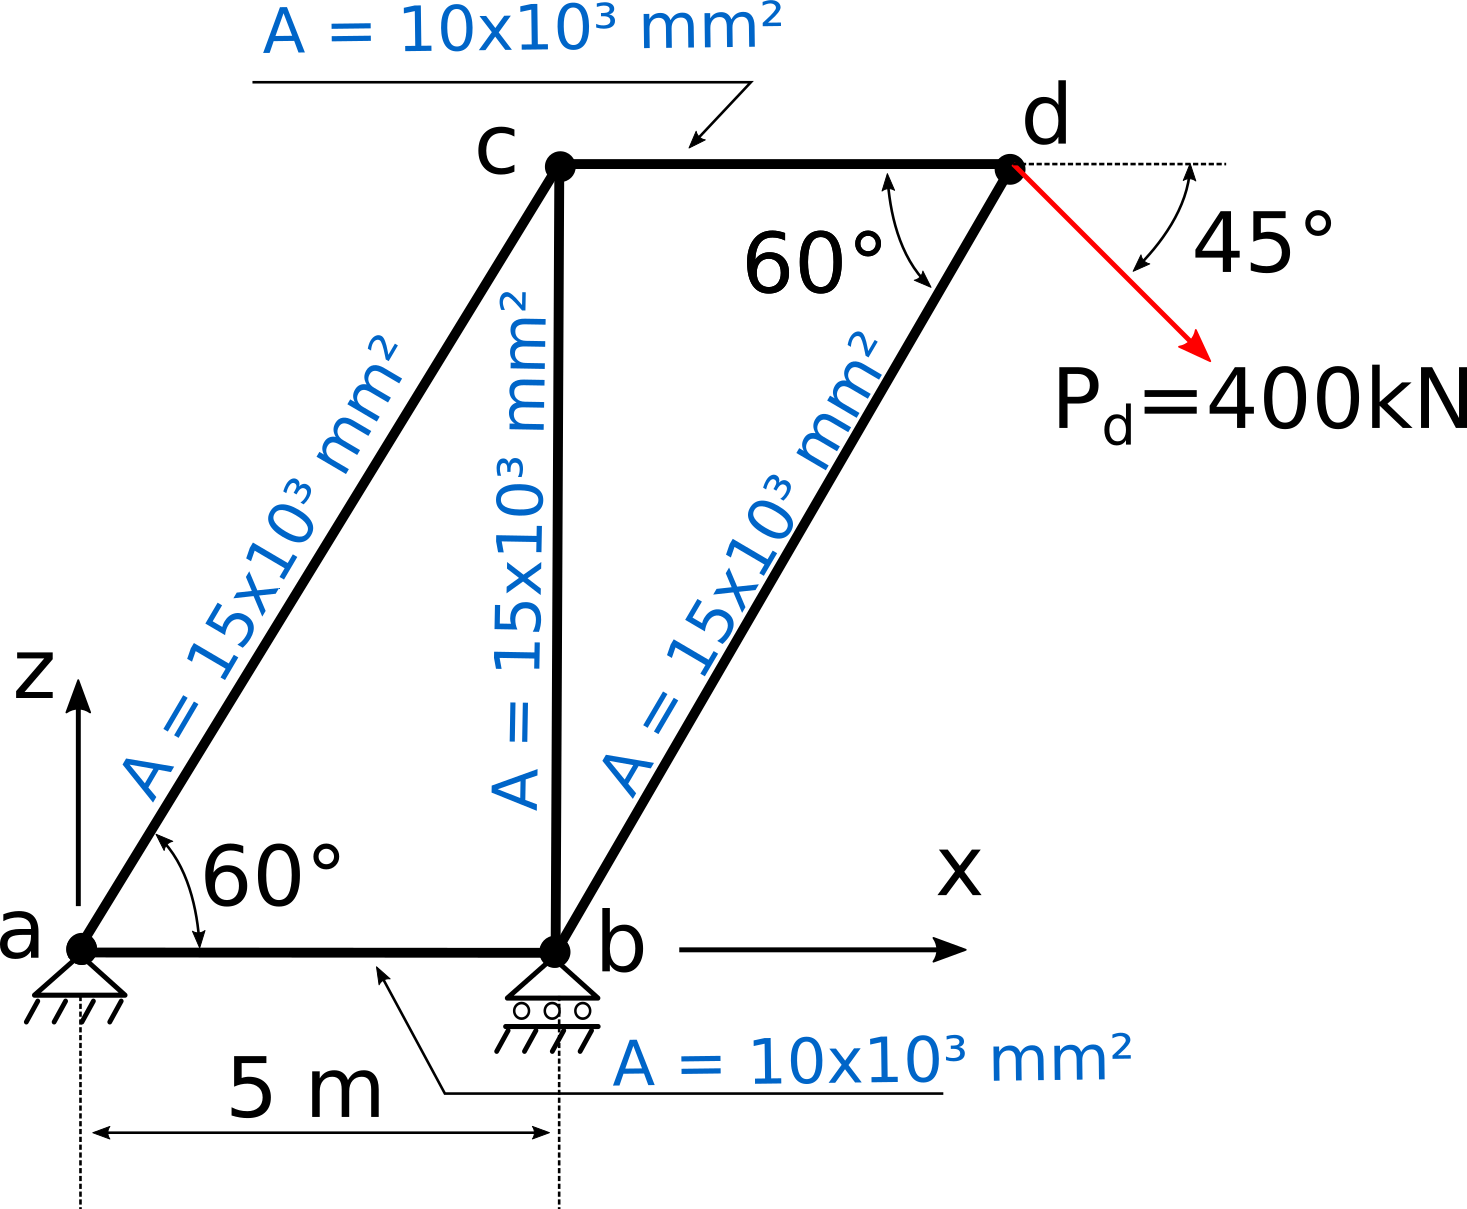 A = 10x10³ mm²
c
d
60°
45°
P_d=400kN
A = 15x10³ mm²
A = 15x10³ mm²
A = 15x10³ mm²
z
60°
x
a
b
5 m
A = 10x10³ mm²